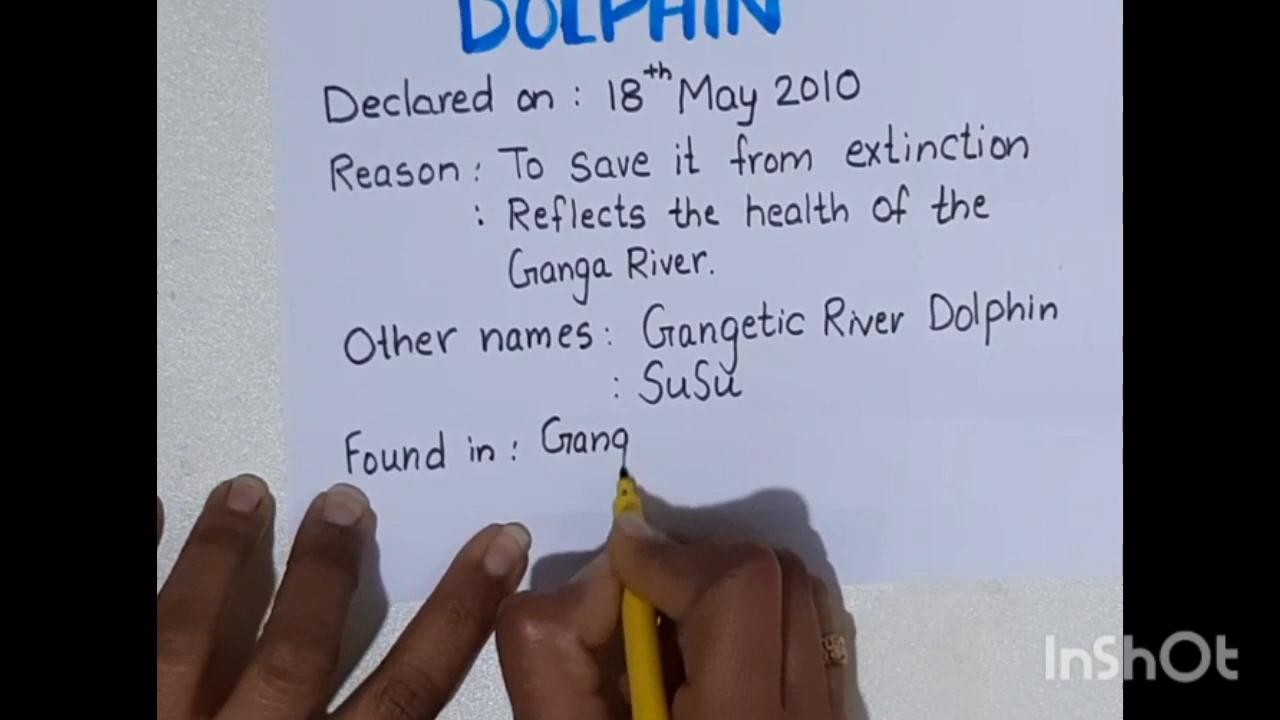 DOLPHIN
Declared on : 18th May 2010
Reason : To save it from extinction
: Reflects the health of the
Ganga River.
Other names : Gangetic River Dolphin
: SuSu
Found in : Gang
InShOt